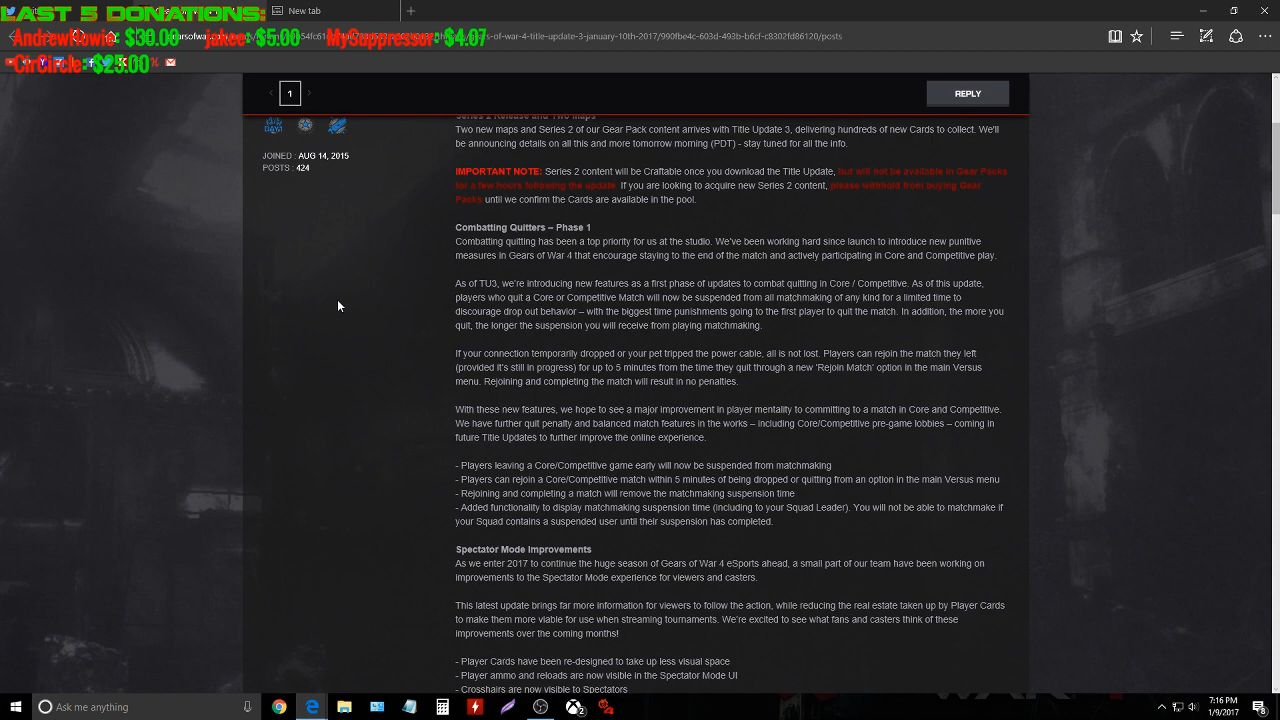 LAST 5 DONATIONS:
New tab
AndrewLewis: $30.00 jakee: $5.00 MySuppressor: $4.07
CirCircle: $25.00
1
REPLY
Series 2 Release and Two Maps
Two new maps and Series 2 of our Gear Pack content arrives with Title Update 3, delivering hundreds of new Cards to collect. We'll
be announcing details on all this and more tomorrow morning (PDT) - stay tuned for all the info.
JOINED : AUG 14, 2015
POSTS : 424
IMPORTANT NOTE: Series 2 content will be Craftable once you download the Title Update, but will not be available in Gear Packs
for a few hours following the update. If you are looking to acquire new Series 2 content, please withhold from buying Gear
Packs until we confirm the Cards are available in the pool.
Combatting Quitters – Phase 1
Combatting quitting has been a top priority for us at the studio. We've been working hard since launch to introduce new punitive
measures in Gears of War 4 that encourage staying to the end of the match and actively participating in Core and Competitive play.
As of TU3, we're introducing new features as a first phase of updates to combat quitting in Core / Competitive. As of this update,
players who quit a Core or Competitive Match will now be suspended from all matchmaking of any kind for a limited time to
discourage drop out behavior – with the biggest time punishments going to the first player to quit the match. In addition, the more you
quit, the longer the suspension you will receive from playing matchmaking.
If your connection temporarily dropped or your pet tripped the power cable, all is not lost. Players can rejoin the match they left
(provided it's still in progress) for up to 5 minutes from the time they quit through a new 'Rejoin Match' option in the main Versus
menu. Rejoining and completing the match will result in no penalties.
With these new features, we hope to see a major improvement in player mentality to committing to a match in Core and Competitive.
We have further quit penalty and balanced match features in the works – including Core/Competitive pre-game lobbies – coming in
future Title Updates to further improve the online experience.
- Players leaving a Core/Competitive game early will now be suspended from matchmaking
- Players can rejoin a Core/Competitive match within 5 minutes of being dropped or quitting from an option in the main Versus menu
- Rejoining and completing a match will remove the matchmaking suspension time
- Added functionality to display matchmaking suspension time (including to your Squad Leader). You will not be able to matchmake if
your Squad contains a suspended user until their suspension has completed.
Spectator Mode Improvements
As we enter 2017 to continue the huge season of Gears of War 4 eSports ahead, a small part of our team have been working on
improvements to the Spectator Mode experience for viewers and casters.
This latest update brings far more information for viewers to follow the action, while reducing the real estate taken up by Player Cards
to make them more viable for use when streaming tournaments. We're excited to see what fans and casters think of these
improvements over the coming months!
- Player Cards have been re-designed to take up less visual space
- Player ammo and reloads are now visible in the Spectator Mode UI
- Crosshairs are now visible to Spectators
Ask me anything
7:16 PM
1/9/2017